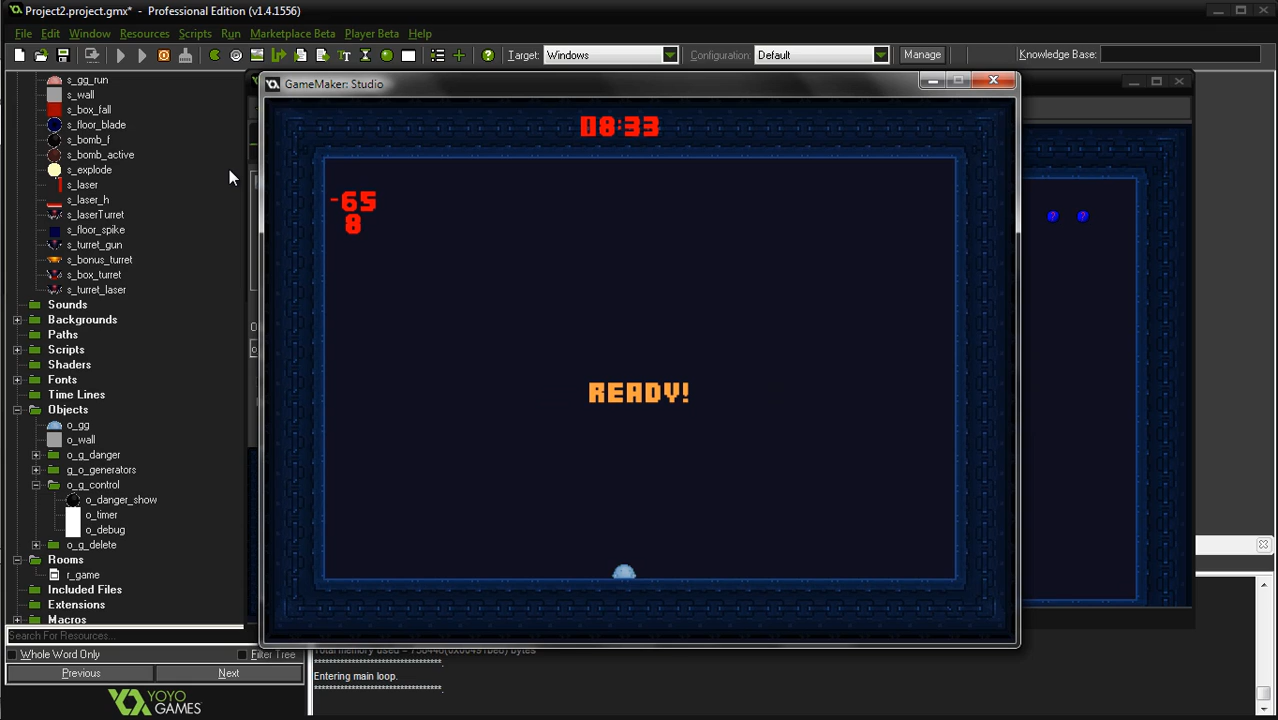 Project2.project.gmx* - Professional Edition (v1.4.1556)
File Edit Window Resources Scripts Run Marketplace Beta Player Beta Help
Target: Windows Configuration: Default Manage Knowledge Base:
s_gg_run
s_wall
s_box_fall
s_floor_blade
s_bomb_f
s_bomb_active
s_explode
s_laser
s_laser_h
s_laserTurret
s_floor_spike
s_turret_gun
s_bonus_turret
s_box_turret
s_turret_laser
Sounds
Backgrounds
Paths
Scripts
Shaders
Fonts
Time Lines
Objects
o_gg
o_wall
o_g_danger
g_o_generators
o_g_control
o_danger_show
o_timer
o_debug
o_g_delete
Rooms
r_game
Included Files
Extensions
Macros
Search For Resources...
Whole Word Only Filter Tree
Previous Next
YOYO
GAMES
GameMaker: Studio
08:33
-65
8
READY!
? ?
Entering main loop.